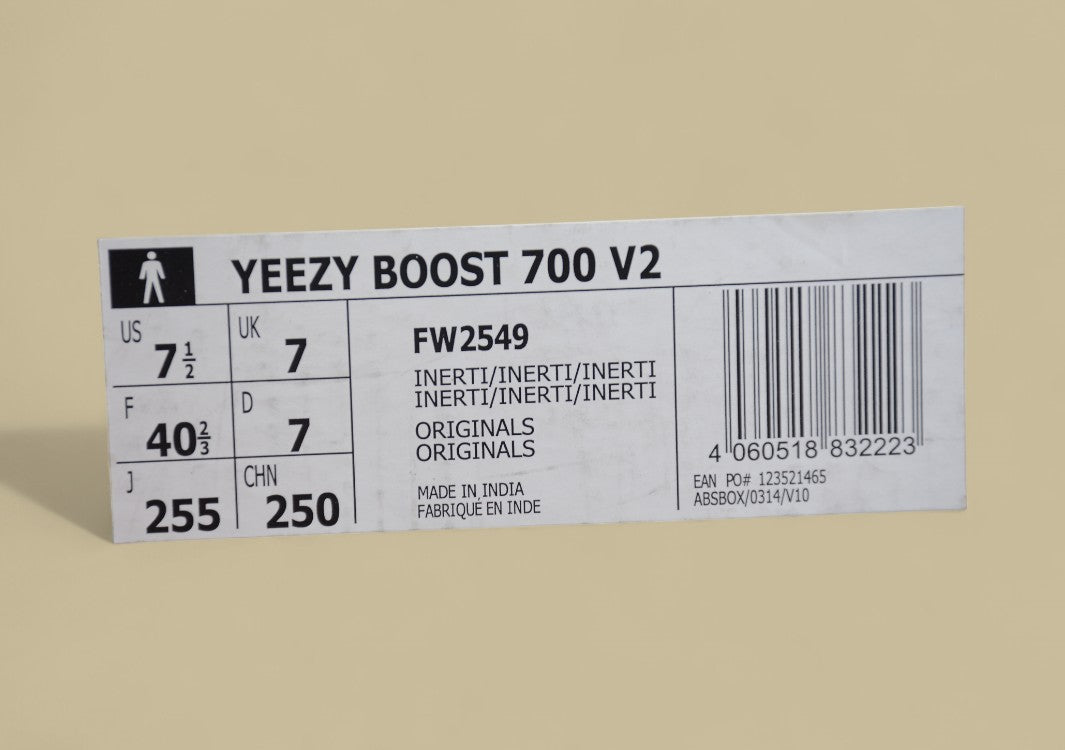 YEEZY BOOST 700 V2
US 7 1/2 UK 7
F 40 2/3 D 7
J 255 CHN 250
FW2549
INERTI/INERTI/INERTI
INERTI/INERTI/INERTI
ORIGINALS
ORIGINALS
MADE IN INDIA
FABRIQUÉ EN INDE
4 060518 832223
EAN PO# 123521465
ABSBOX/0314/V10